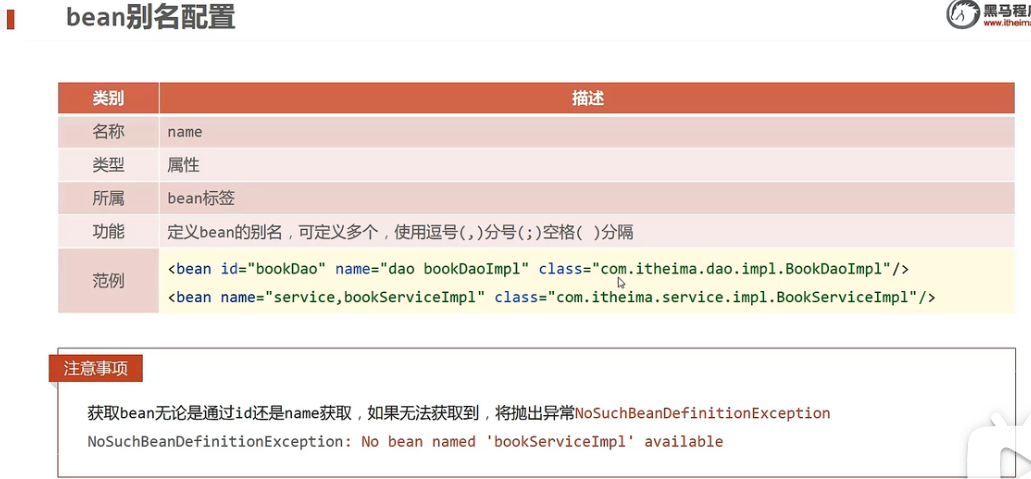 bean别名配置
黑马程
www.itheim
类别 描述
名称 name
类型 属性
所属 bean标签
功能 定义bean的别名，可定义多个，使用逗号(,)分号(;)空格( )分隔
范例 <bean id="bookDao" name="dao bookDaoImpl" class="com.itheima.dao.impl.BookDaoImpl"/>
<bean name="service,bookServiceImpl" class="com.itheima.service.impl.BookServiceImpl"/>
注意事项
获取bean无论是通过id还是name获取，如果无法获取到，将抛出异常NoSuchBeanDefinitionException
NoSuchBeanDefinitionException: No bean named 'bookServiceImpl' available